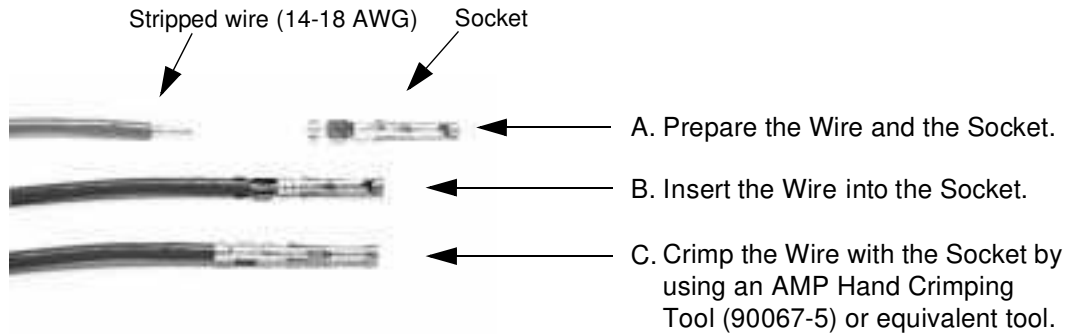 Stripped wire (14-18 AWG) Socket
A. Prepare the Wire and the Socket.
B. Insert the Wire into the Socket.
C. Crimp the Wire with the Socket by
using an AMP Hand Crimping
Tool (90067-5) or equivalent tool.